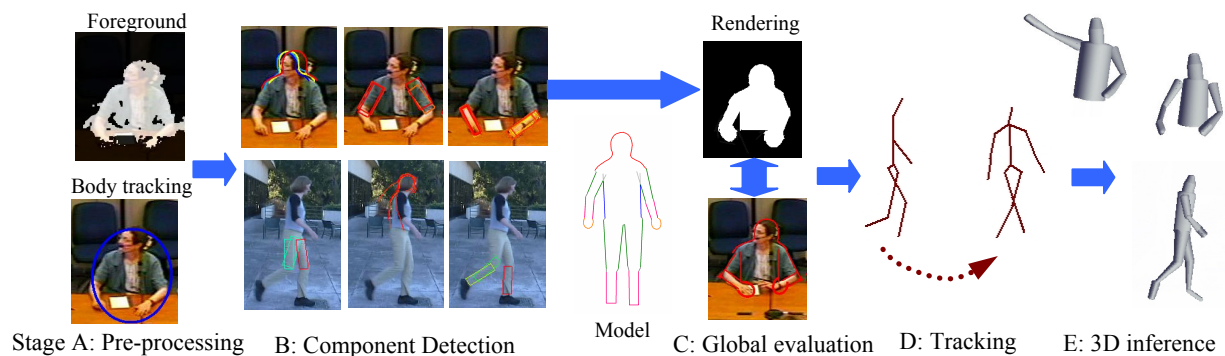 Foreground
Rendering
Body tracking
Model
Stage A: Pre-processing
B: Component Detection
C: Global evaluation
D: Tracking
E: 3D inference